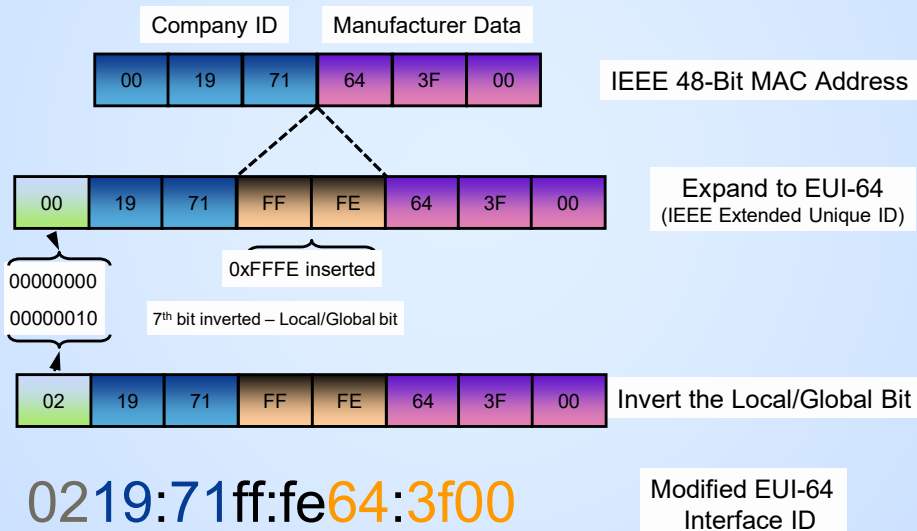 Company ID Manufacturer Data
00 19 71 64 3F 00 IEEE 48-Bit MAC Address
00 19 71 FF FE 64 3F 00 Expand to EUI-64
(IEEE Extended Unique ID)
0xFFFE inserted
00000000
00000010 7th bit inverted – Local/Global bit
02 19 71 FF FE 64 3F 00 Invert the Local/Global Bit
0219:71ff:fe64:3f00 Modified EUI-64
Interface ID